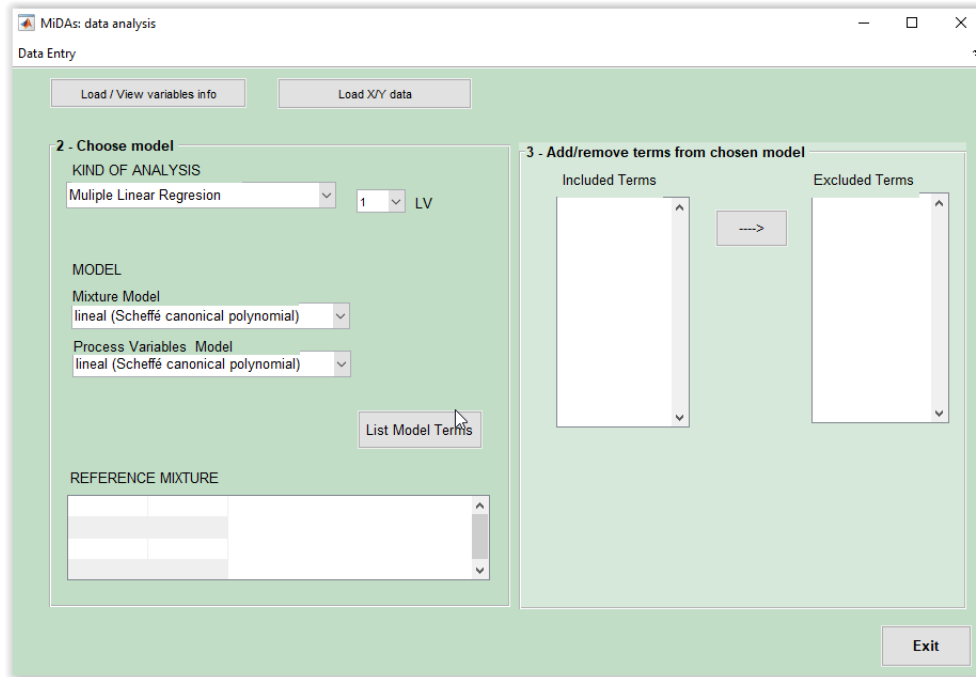 MiDAs: data analysis
Data Entry
Load / View variables info
Load X/Y data
2 - Choose model
KIND OF ANALYSIS
Muliple Linear Regresion
1
LV
MODEL
Mixture Model
lineal (Scheffé canonical polynomial)
Process Variables Model
lineal (Scheffé canonical polynomial)
List Model Terms
REFERENCE MIXTURE
3 - Add/remove terms from chosen model
Included Terms
Excluded Terms
---->
Exit